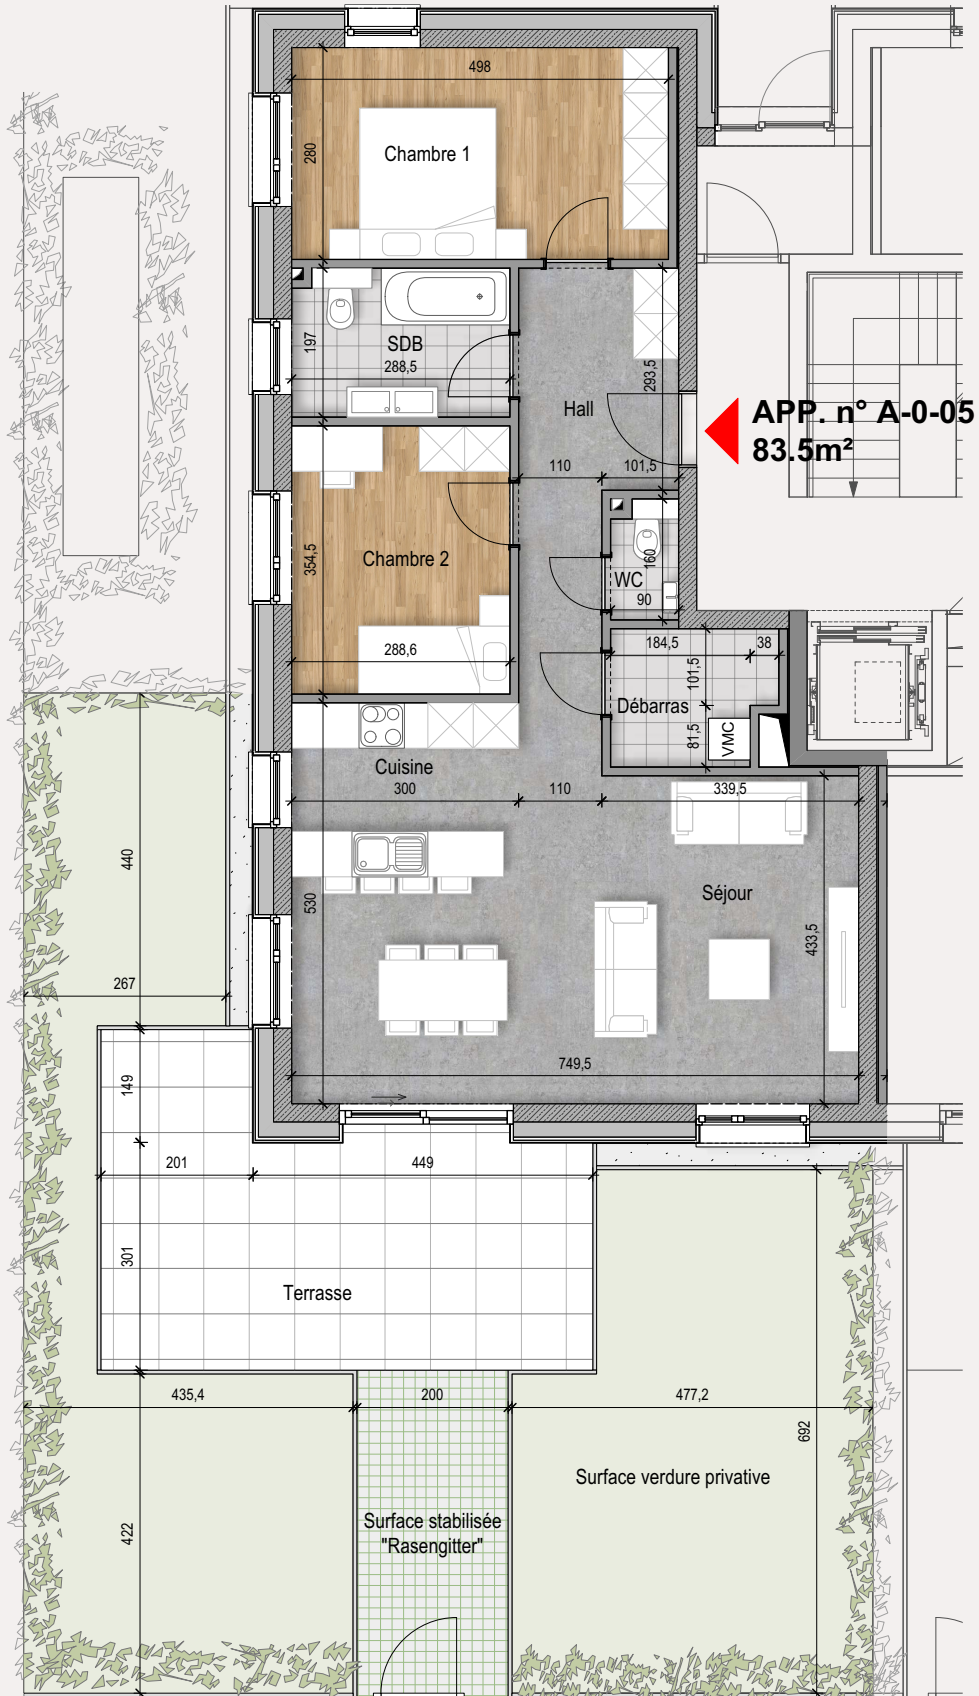 498
280
Chambre 1
197
SDB
288,5
293,5
Hall
APP. n° A-0-05
83.5m²
110
101,5
354,5
Chambre 2
160
WC
90
288,6
184,5
38
101,5
Débarras
81,5
VMC
Cuisine
300
110
339,5
440
530
Séjour
433,5
267
749,5
149
201
449
301
Terrasse
435,4
200
477,2
692
Surface verdure privative
422
Surface stabilisée
"Rasengitter"